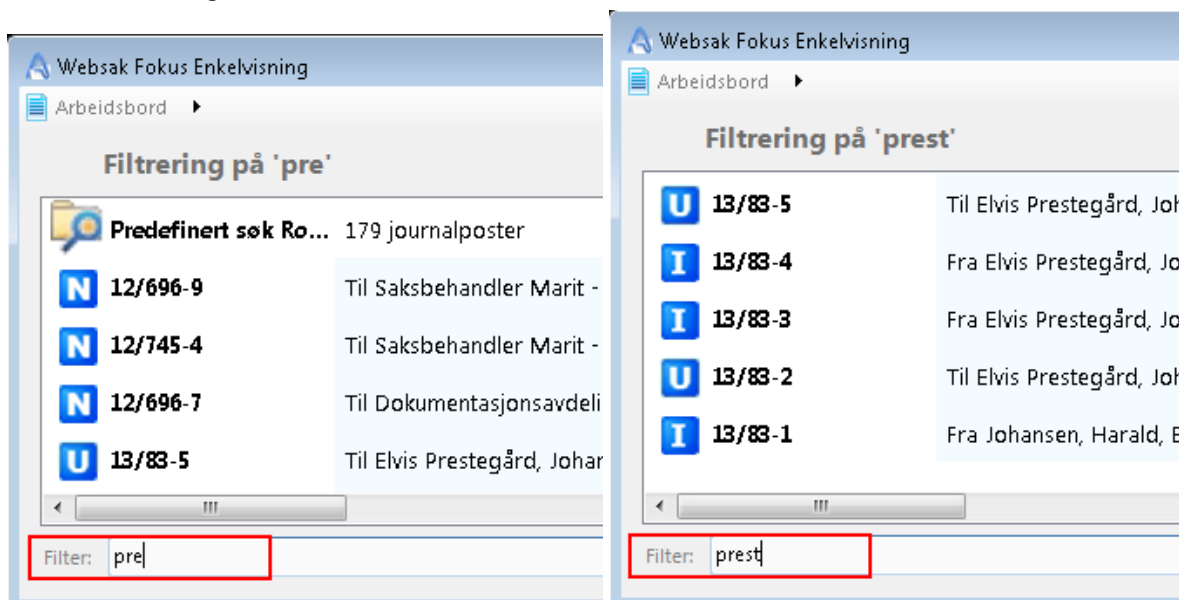 Websak Fokus Enkelvisning
Arbeidsbord
Filtrering på 'pre'
Predefinert søk Ro... 179 journalposter
N 12/696-9 Til Saksbehandler Marit -
N 12/745-4 Til Saksbehandler Marit -
N 12/696-7 Til Dokumentasjonsavdeli
U 13/83-5 Til Elvis Prestegård, Johar
Filter: pre
Websak Fokus Enkelvisning
Arbeidsbord
Filtrering på 'prest'
U 13/83-5 Til Elvis Prestegård, Joh
I 13/83-4 Fra Elvis Prestegård, Jo
I 13/83-3 Fra Elvis Prestegård, Jo
U 13/83-2 Til Elvis Prestegård, Joh
I 13/83-1 Fra Johansen, Harald, E
Filter: prest